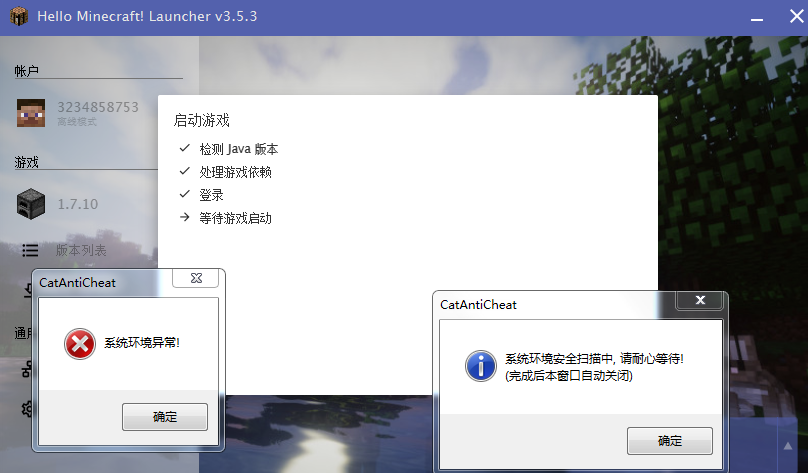 Hello Minecraft! Launcher v3.5.3
帐户
3234858753
离线模式
游戏
1.7.10
版本列表
启动游戏
检测 Java 版本
处理游戏依赖
登录
等待游戏启动
CatAntiCheat
系统环境异常!
确定
CatAntiCheat
系统环境安全扫描中, 请耐心等待!
(完成后本窗口自动关闭)
确定